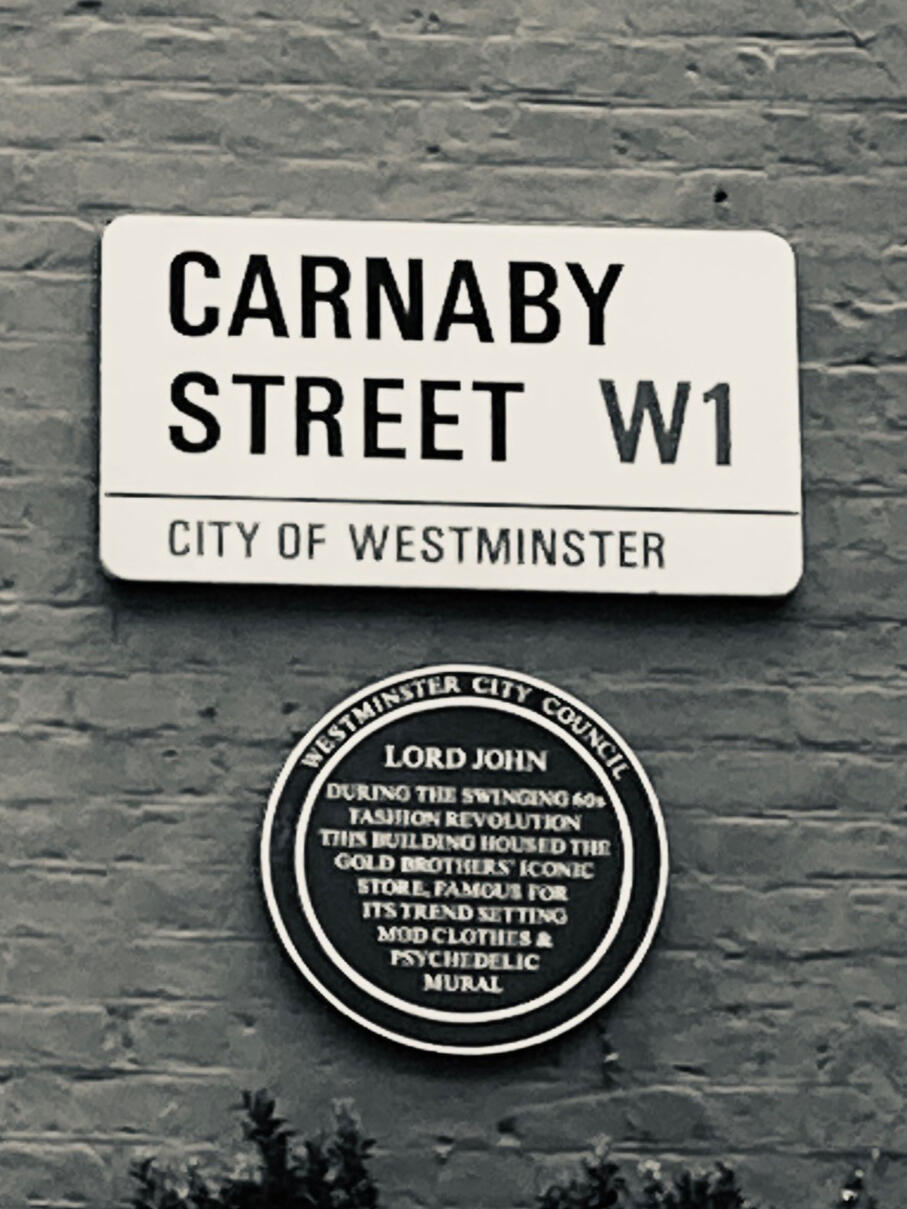 CARNABY
STREET W1
CITY OF WESTMINSTER
WESTMINSTER CITY COUNCIL
LORD JOHN
DURING THE SWINGING 60s
FASHION REVOLUTION
THIS BUILDING HOUSED THE
GOLD BROTHERS' ICONIC
STORE, FAMOUS FOR
ITS TREND SETTING
MOD CLOTHES &
PSYCHEDELIC
MURAL